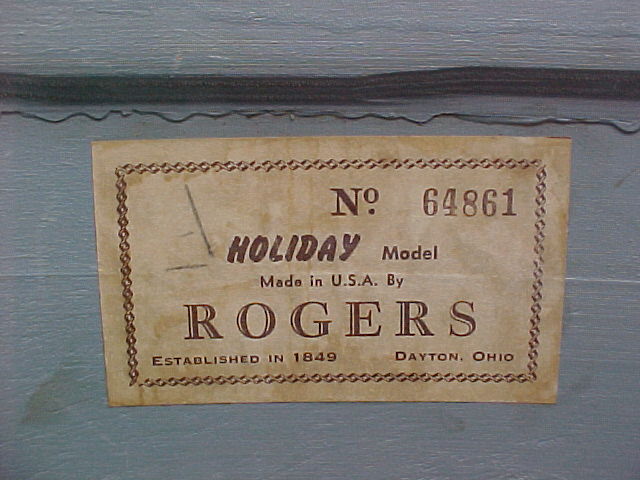 Nº 64861
HOLIDAY Model
Made in U.S.A. By
ROGERS
ESTABLISHED IN 1849 DAYTON, OHIO